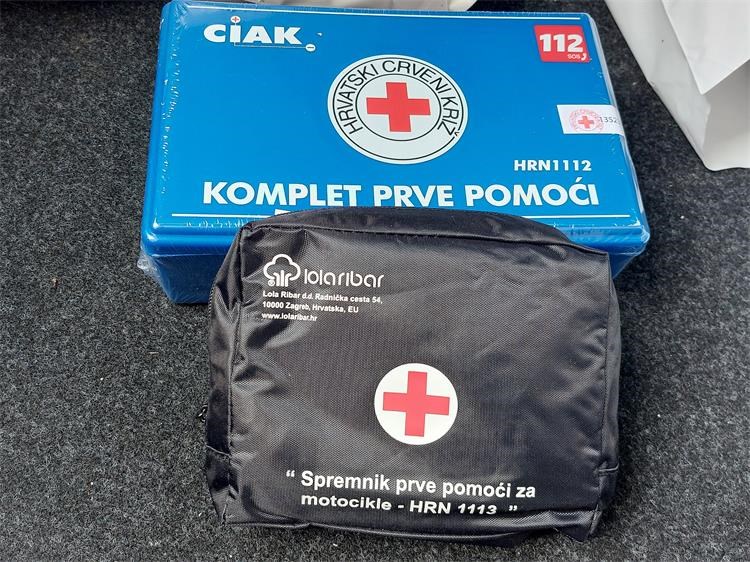 CIAK
112
SOS
HRVATSKI CRVENI KRIŽ
1352
HRN1112
KOMPLET PRVE POMOĆI
lolaribar
Lola Ribar d.d. Radnička cesta 54,
10000 Zagreb, Hrvatska, EU
www.lolaribar.hr
“ Spremnik prve pomoći za
motocikle - HRN 1113 ”